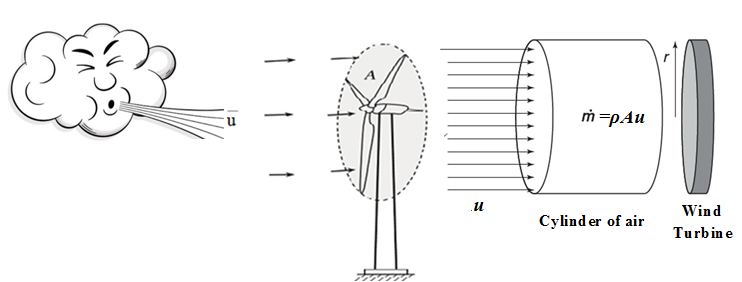 u̅
A
u
ṁ =ρAu
r
Cylinder of air
Wind
Turbine